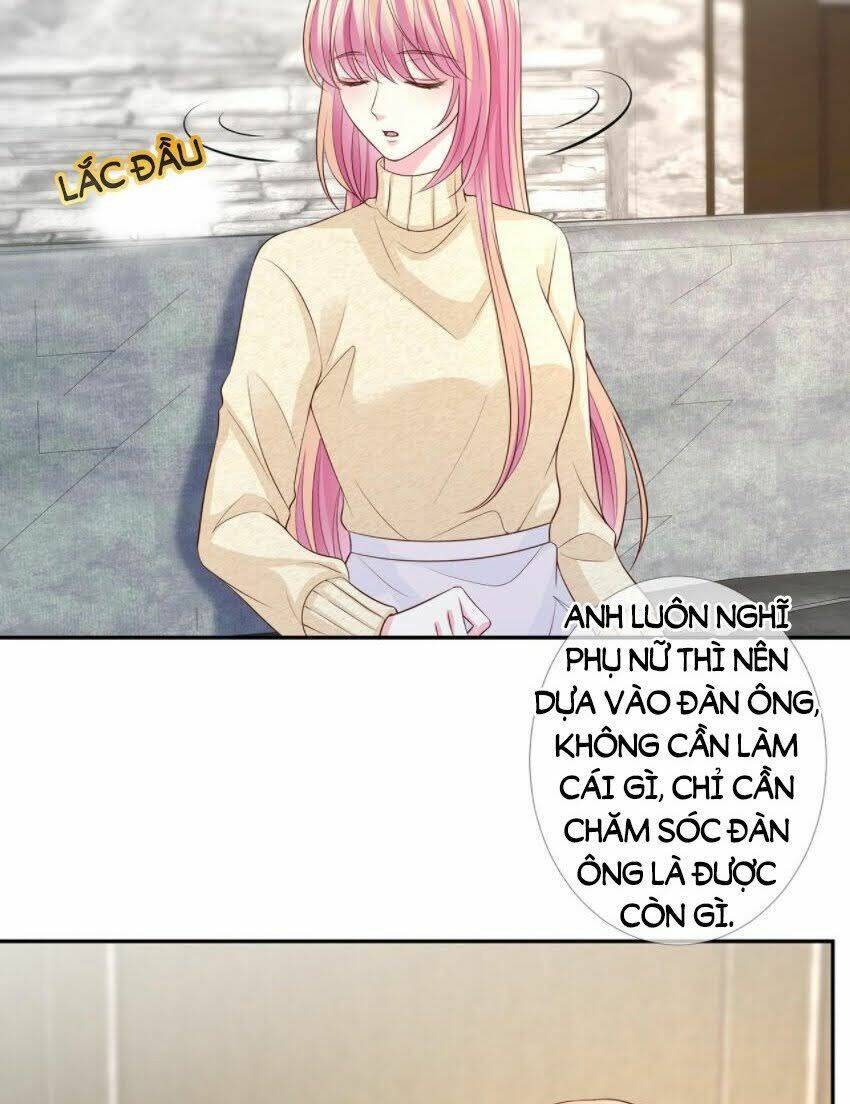 LẮC ĐẦU
ANH LUÔN NGHĨ
PHỤ NỮ THÌ NÊN
DỰA VÀO ĐÀN ÔNG,
KHÔNG CẦN LÀM
CÁI GÌ, CHỈ CẦN
CHĂM SÓC ĐÀN
ÔNG LÀ ĐƯỢC
CÒN GÌ.